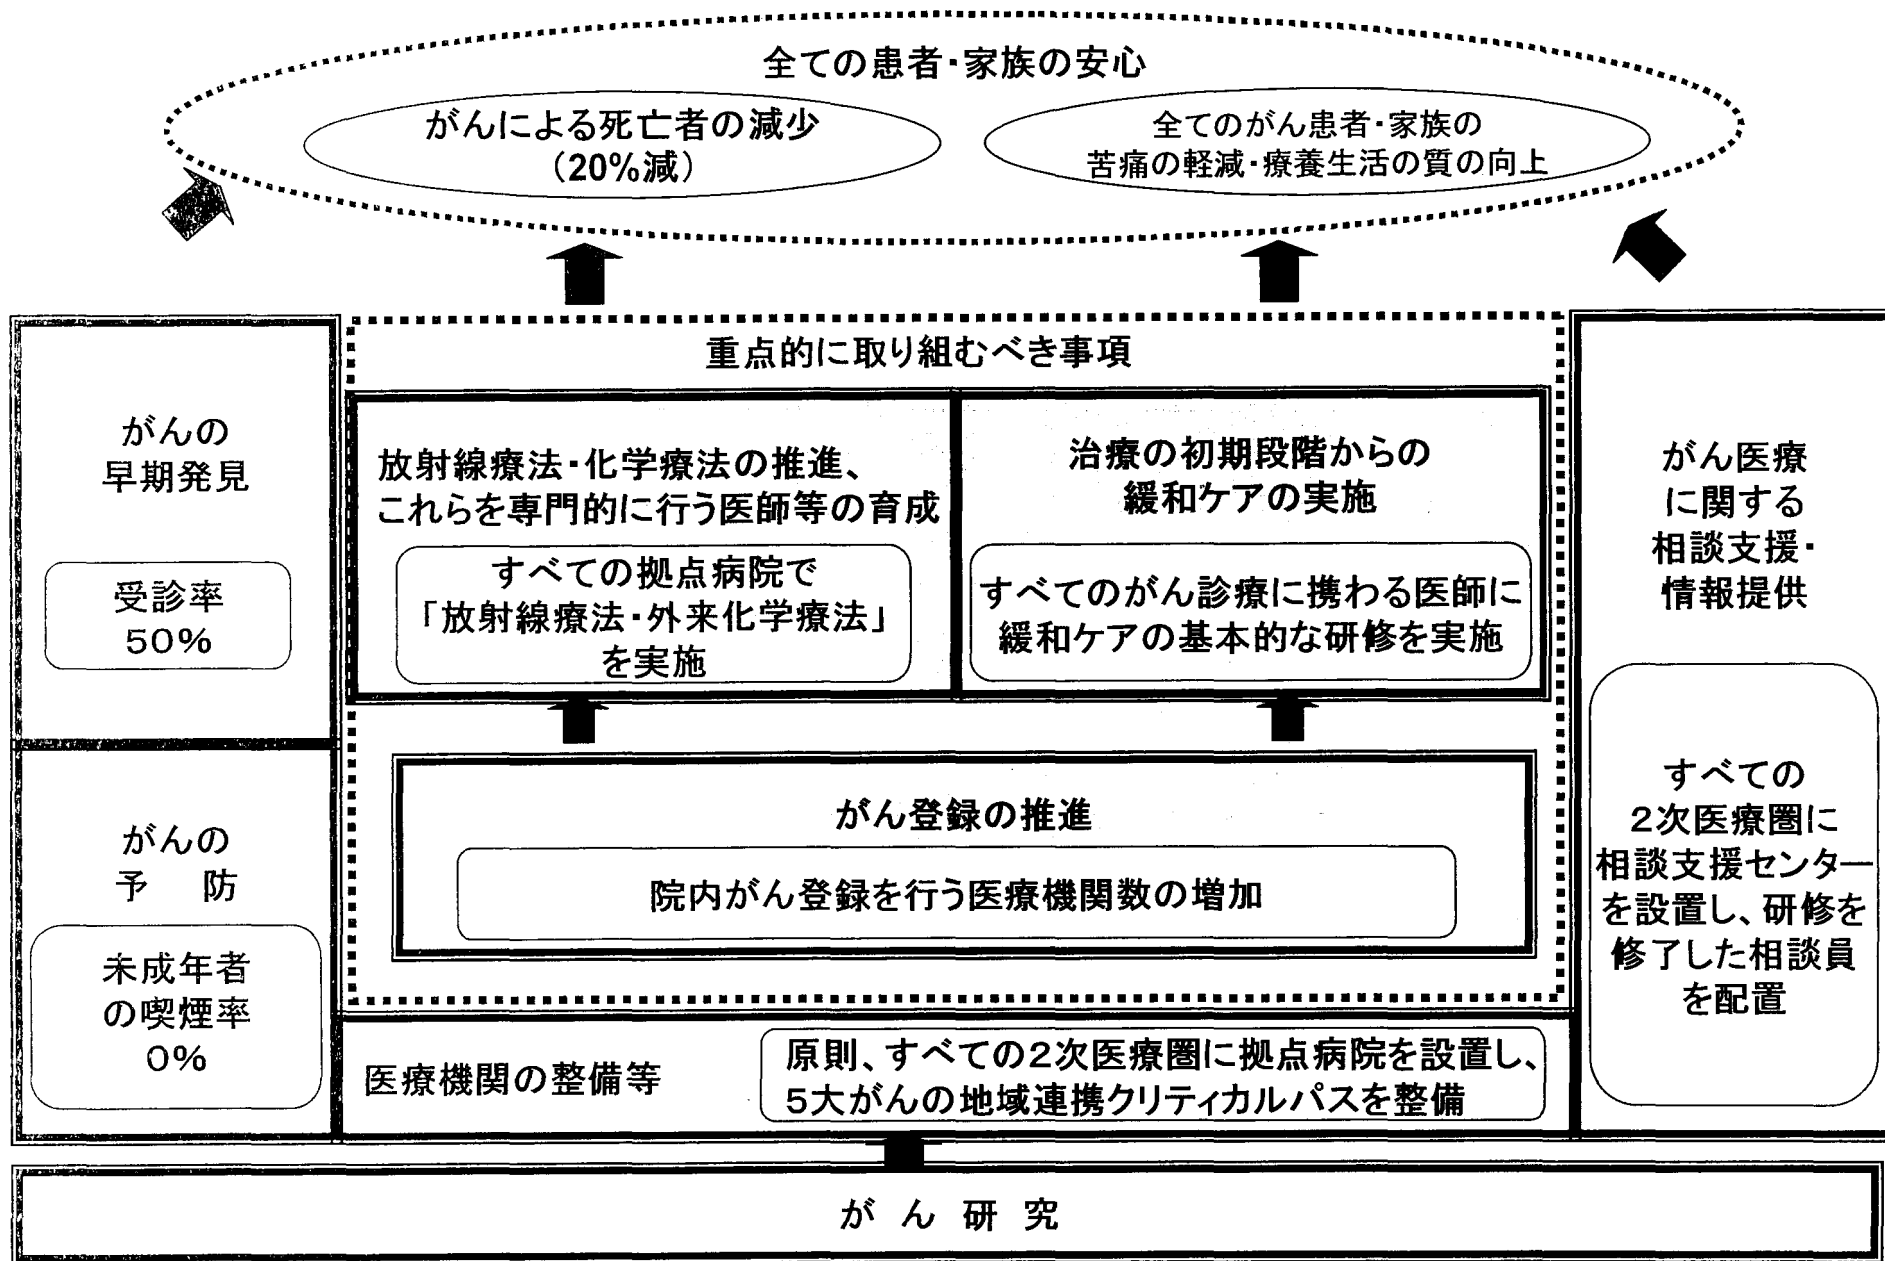 全ての患者・家族の安心
がんによる死亡者の減少
(20%減)
全てのがん患者・家族の
苦痛の軽減・療養生活の質の向上
がんの
早期発見
受診率
50%
がんの
予 防
未成年者
の喫煙率
0%
重点的に取り組むべき事項
放射線療法・化学療法の推進、
これらを専門的に行う医師等の育成
すべての拠点病院で
「放射線療法・外来化学療法」
を実施
治療の初期段階からの
緩和ケアの実施
すべてのがん診療に携わる医師に
緩和ケアの基本的な研修を実施
がん登録の推進
院内がん登録を行う医療機関数の増加
医療機関の整備等
原則、すべての2次医療圏に拠点病院を設置し、
5大がんの地域連携クリティカルパスを整備
がん医療
に関する
相談支援・
情報提供
すべての
2次医療圏に
相談支援センター
を設置し、研修を
修了した相談員
を配置
がん研究